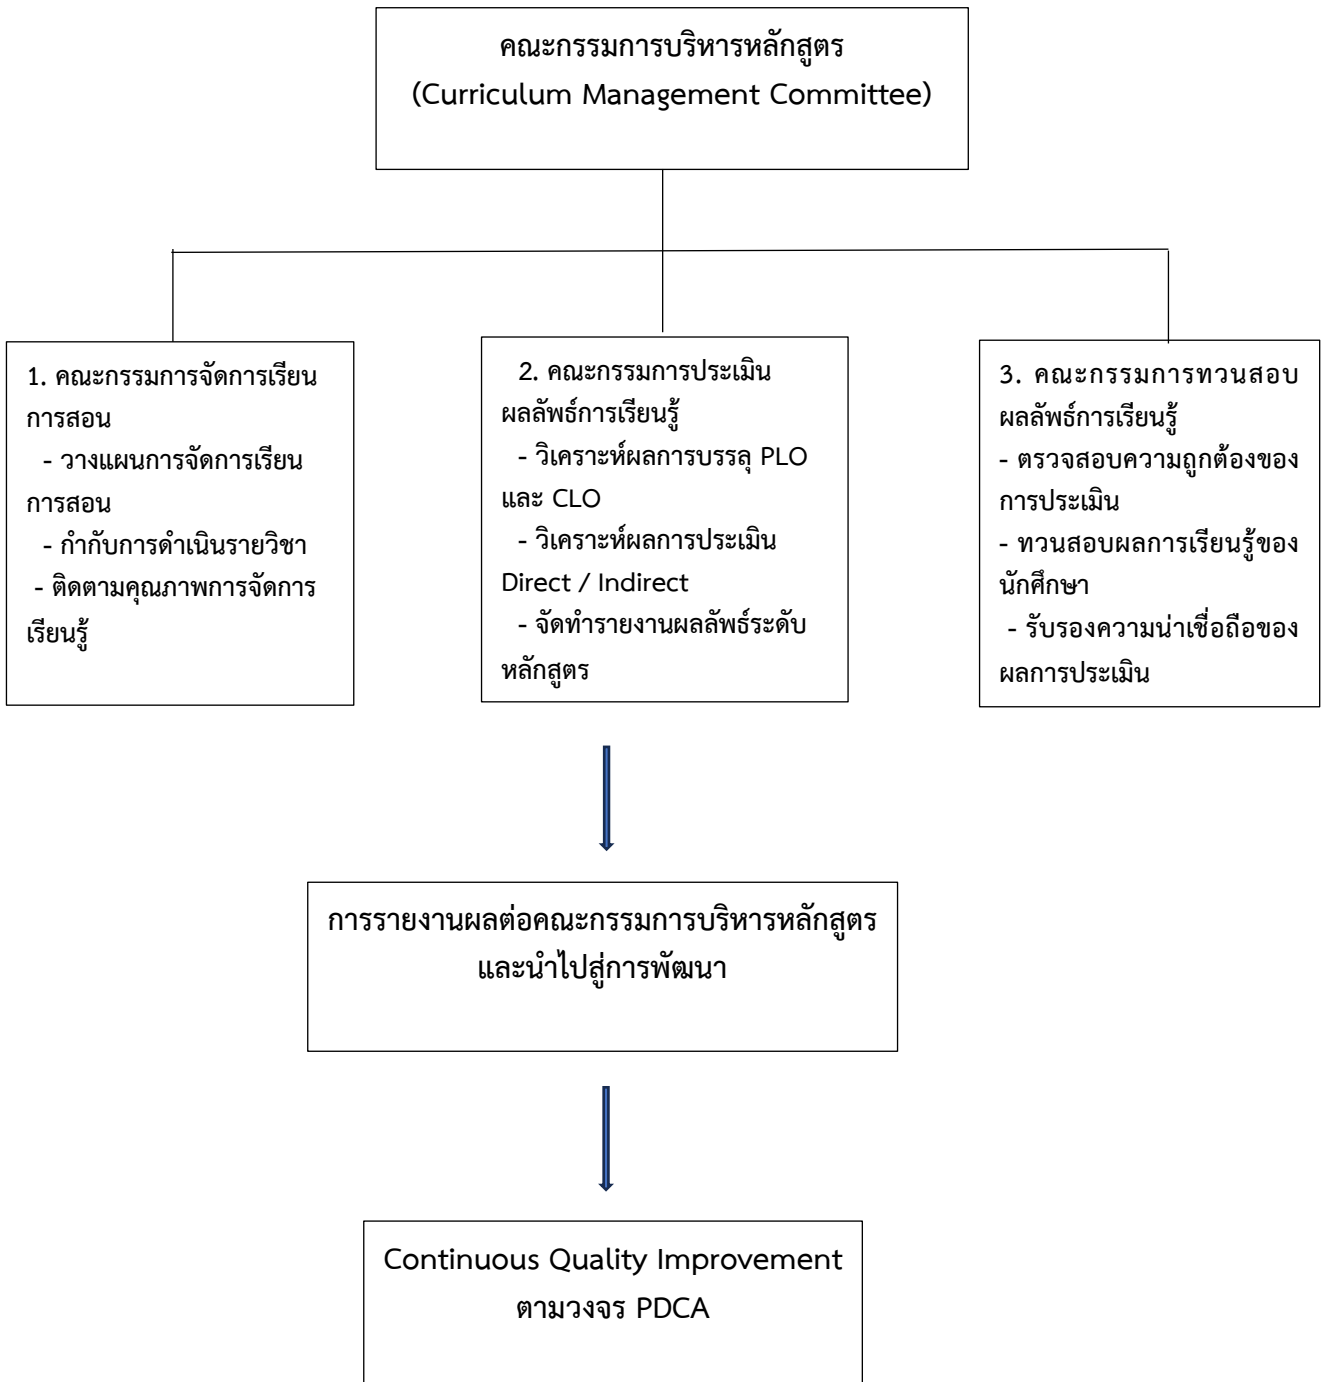 คณะกรรมการบริหารหลักสูตร
(Curriculum Management Committee)
1. คณะกรรมการจัดการเรียน
การสอน
- วางแผนการจัดการเรียน
การสอน
- กำกับการดำเนินรายวิชา
- ติดตามคุณภาพการจัดการ
เรียนรู้
2. คณะกรรมการประเมิน
ผลลัพธ์การเรียนรู้
- วิเคราะห์ผลการบรรลุ PLO
และ CLO
- วิเคราะห์ผลการประเมิน
Direct / Indirect
- จัดทำรายงานผลลัพธ์ระดับ
หลักสูตร
3. คณะกรรมการทวนสอบ
ผลลัพธ์การเรียนรู้
- ตรวจสอบความถูกต้องของ
การประเมิน
- ทวนสอบผลการเรียนรู้ของ
นักศึกษา
- รับรองความน่าเชื่อถือของ
ผลการประเมิน
การรายงานผลต่อคณะกรรมการบริหารหลักสูตร
และนำไปสู่การพัฒนา
Continuous Quality Improvement
ตามวงจร PDCA